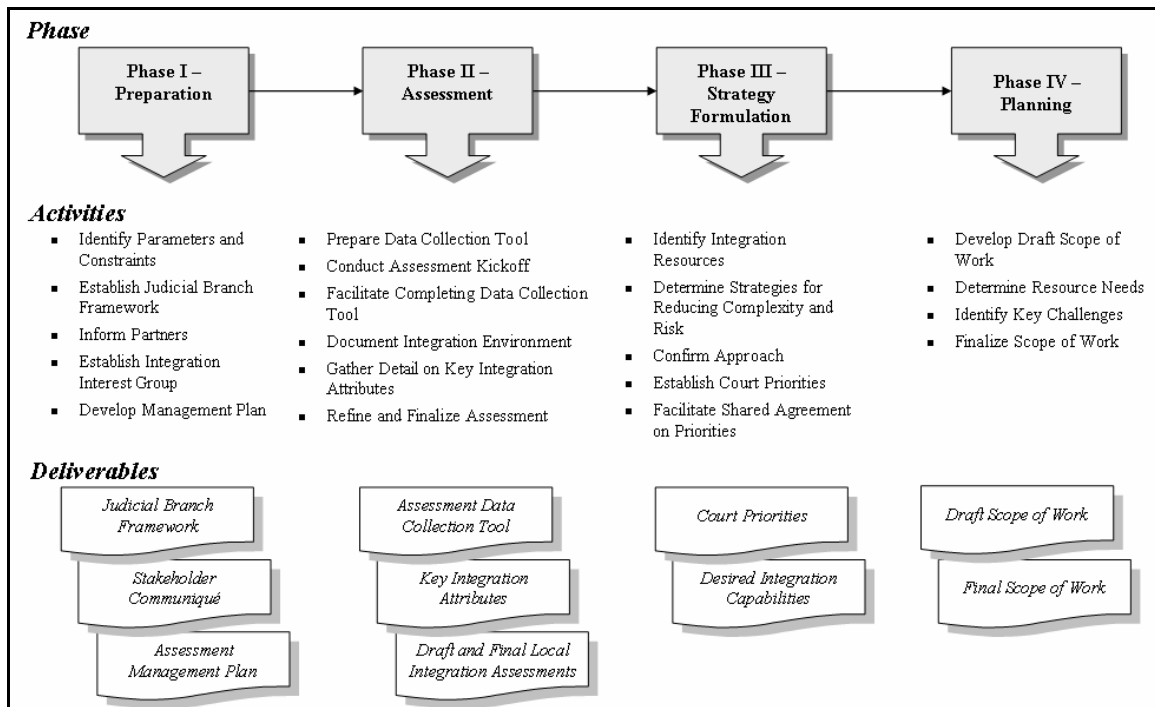 Phase
Phase I –
Preparation
Phase II –
Assessment
Phase III –
Strategy
Formulation
Phase IV –
Planning
Activities
▪ Identify Parameters and
Constraints
▪ Establish Judicial Branch
Framework
▪ Inform Partners
▪ Establish Integration
Interest Group
▪ Develop Management Plan
▪ Prepare Data Collection Tool
▪ Conduct Assessment Kickoff
▪ Facilitate Completing Data Collection
Tool
▪ Document Integration Environment
▪ Gather Detail on Key Integration
Attributes
▪ Refine and Finalize Assessment
▪ Identify Integration
Resources
▪ Determine Strategies for
Reducing Complexity and
Risk
▪ Confirm Approach
▪ Establish Court Priorities
▪ Facilitate Shared Agreement
on Priorities
▪ Develop Draft Scope of
Work
▪ Determine Resource Needs
▪ Identify Key Challenges
▪ Finalize Scope of Work
Deliverables
Judicial Branch
Framework
Stakeholder
Communiqué
Assessment
Management Plan
Assessment Data
Collection Tool
Key Integration
Attributes
Draft and Final Local
Integration Assessments
Court Priorities
Desired Integration
Capabilities
Draft Scope of Work
Final Scope of Work